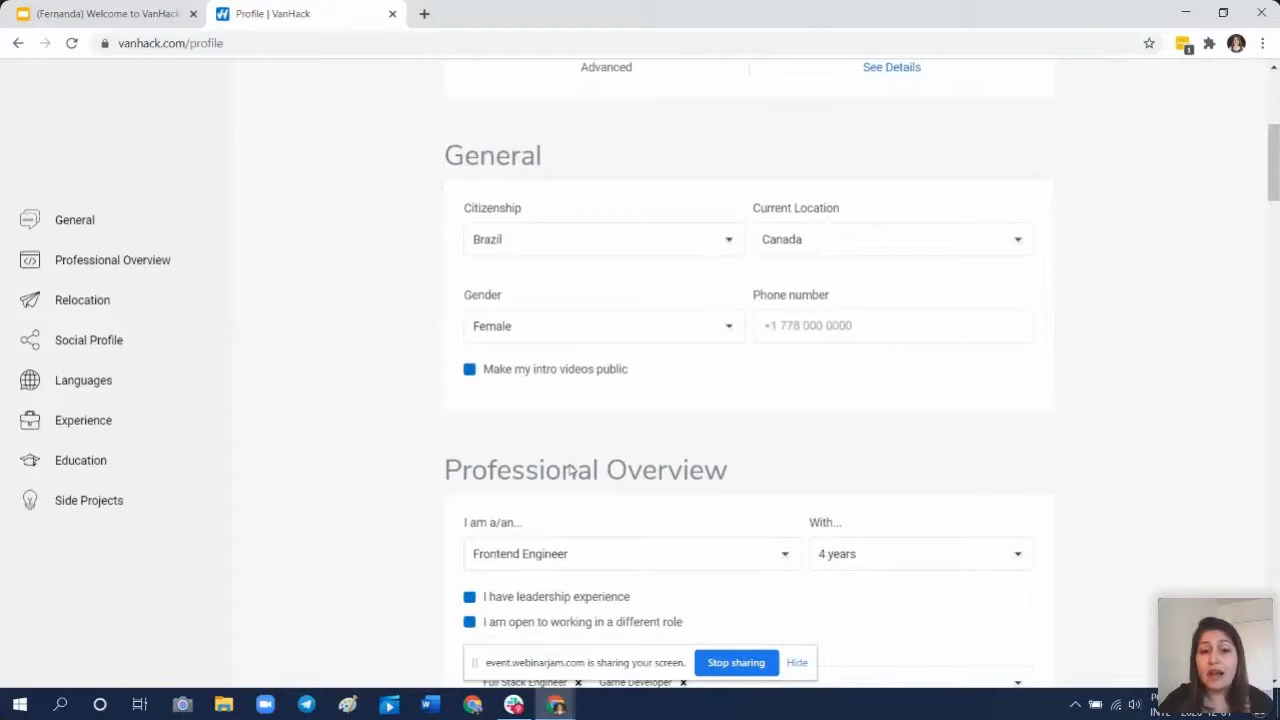 (Fernanda) Welcome to VanHack
Profile | VanHack
vanhack.com/profile
1
Advanced
See Details
General
Citizenship
Current Location
Brazil
Canada
Gender
Phone number
Female
+1 778 000 0000
Make my intro videos public
General
Professional Overview
Relocation
Social Profile
Languages
Experience
Education
Side Projects
Professional Overview
I am a/an...
With...
Frontend Engineer
4 years
I have leadership experience
I am open to working in a different role
event.webinarjam.com is sharing your screen.
Stop sharing
Hide
Full Stack Engineer
Game Developer